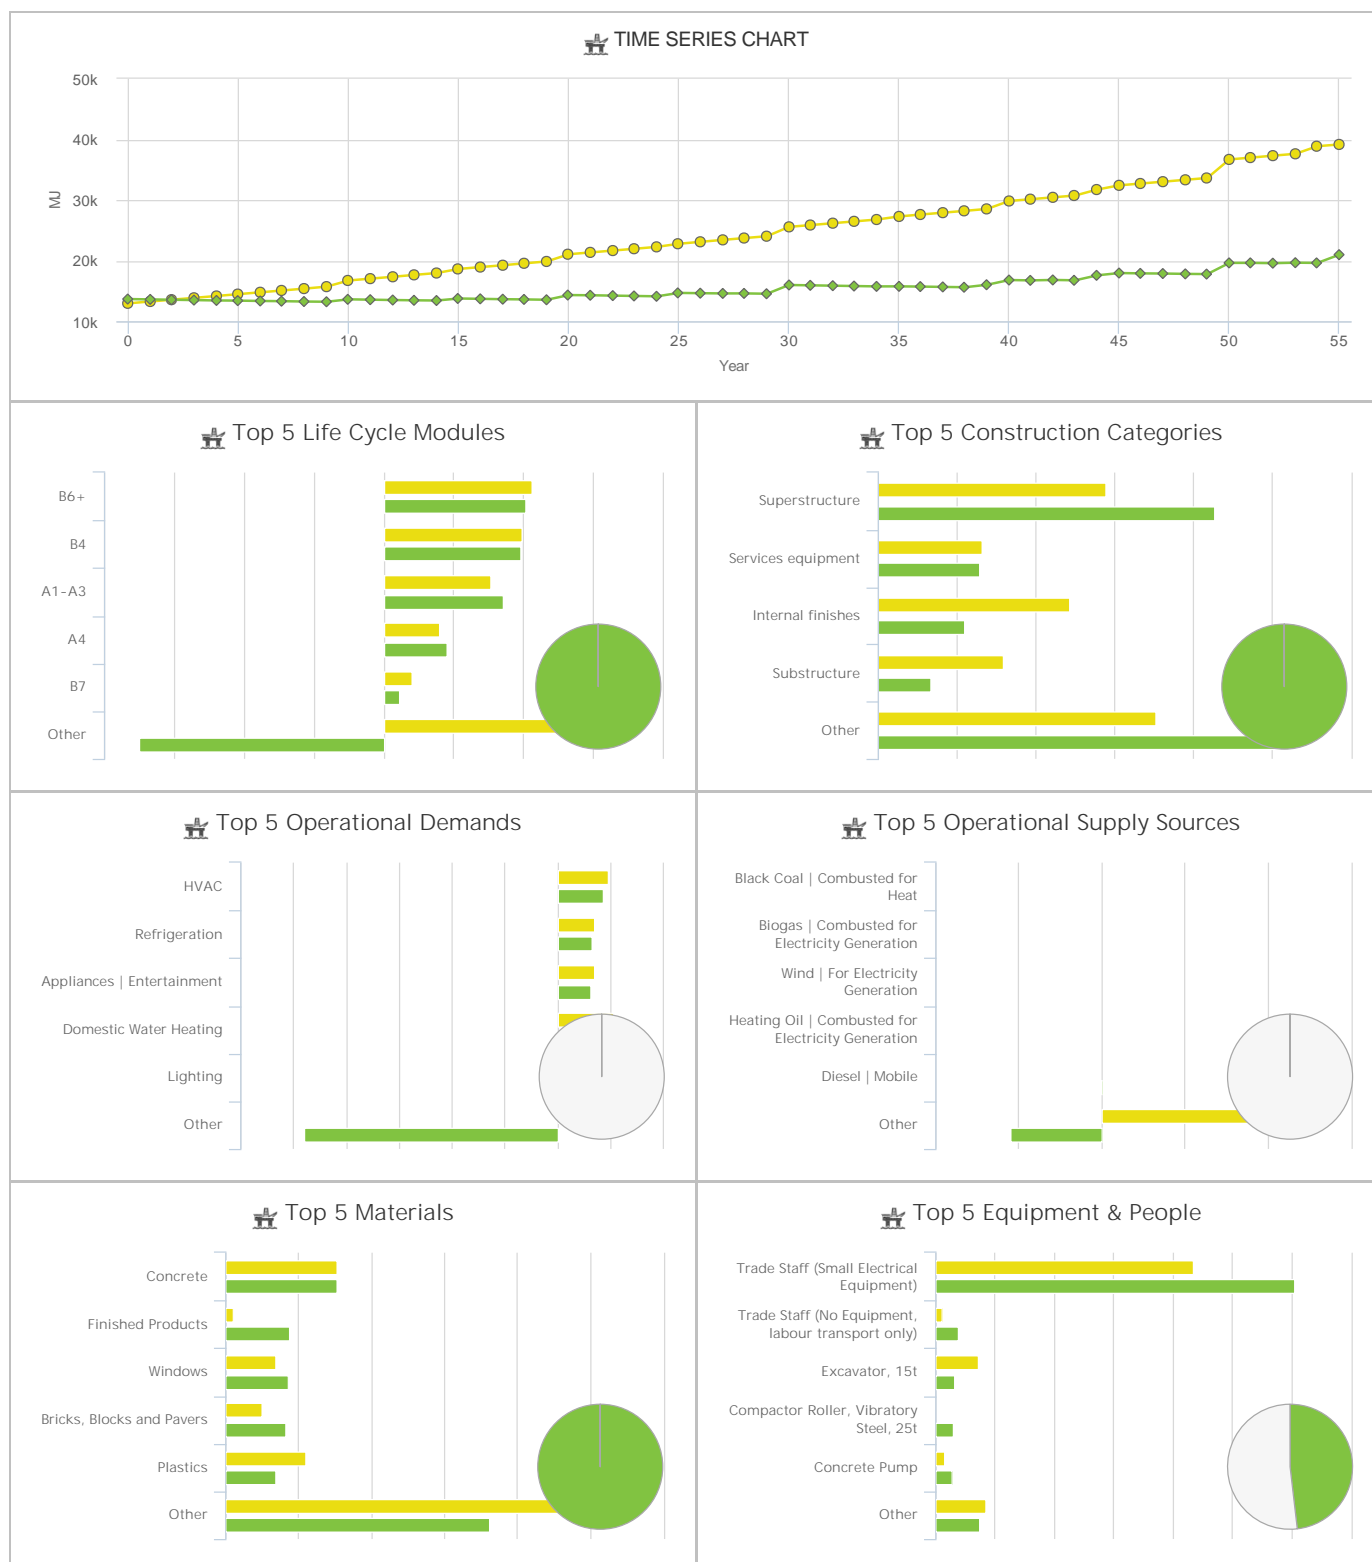 TIME SERIES CHART
50k
40k
30k
20k
10k
MJ
0 5 10 15 20 25 30 35 40 45 50 55
Year
Top 5 Life Cycle Modules
B6+
B4
A1-A3
A4
B7
Other
Top 5 Construction Categories
Superstructure
Services equipment
Internal finishes
Substructure
Other
Top 5 Operational Demands
HVAC
Refrigeration
Appliances | Entertainment
Domestic Water Heating
Lighting
Other
Top 5 Operational Supply Sources
Black Coal | Combusted for
Heat
Biogas | Combusted for
Electricity Generation
Wind | For Electricity
Generation
Heating Oil | Combusted for
Electricity Generation
Diesel | Mobile
Other
Top 5 Materials
Concrete
Finished Products
Windows
Bricks, Blocks and Pavers
Plastics
Other
Top 5 Equipment & People
Trade Staff (Small Electrical
Equipment)
Trade Staff (No Equipment,
labour transport only)
Excavator, 15t
Compactor Roller, Vibratory
Steel, 25t
Concrete Pump
Other